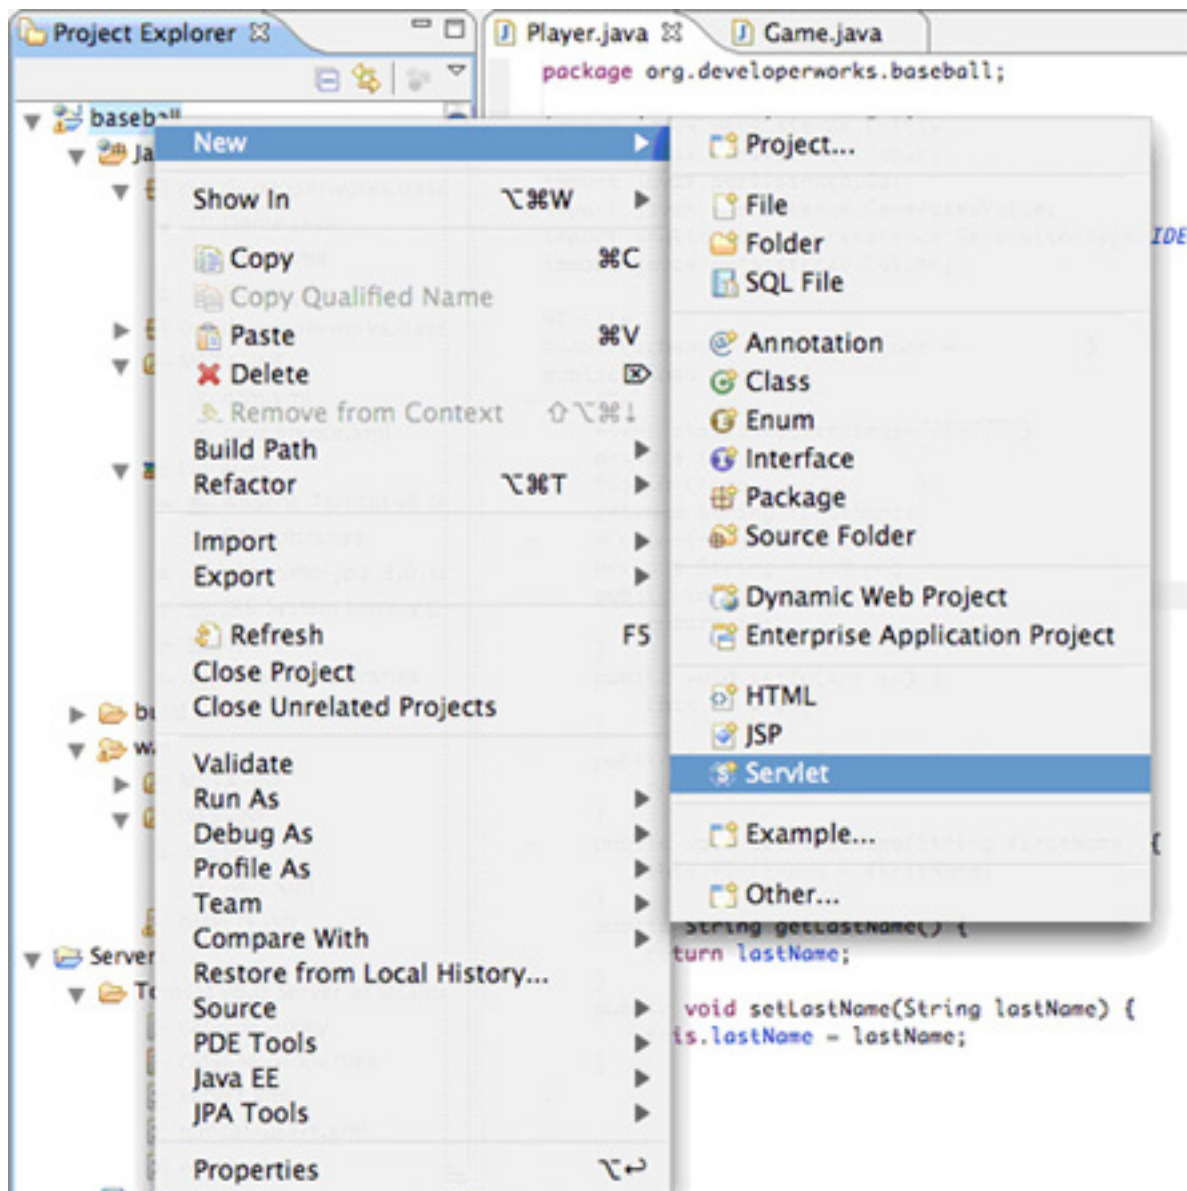 Project Explorer
Player.java
Game.java
package org.developerworks.baseball;
baseball
New
Show In ⌥⌘W
Copy ⌘C
Copy Qualified Name
Paste ⌘V
Delete ⌦
Remove from Context ⇧⌥⌘↓
Build Path
Refactor ⌥⌘T
Import
Export
Refresh F5
Close Project
Close Unrelated Projects
Validate
Run As
Debug As
Profile As
Team
Compare With
Restore from Local History...
Source
PDE Tools
Java EE
JPA Tools
Properties ⌥↩
Project...
File
Folder
SQL File
Annotation
Class
Enum
Interface
Package
Source Folder
Dynamic Web Project
Enterprise Application Project
HTML
JSP
Servlet
Example...
Other...
IDE
{
String getLastName() {
turn lastName;
void setLastName(String lastName) {
is.lastName = lastName;
Server